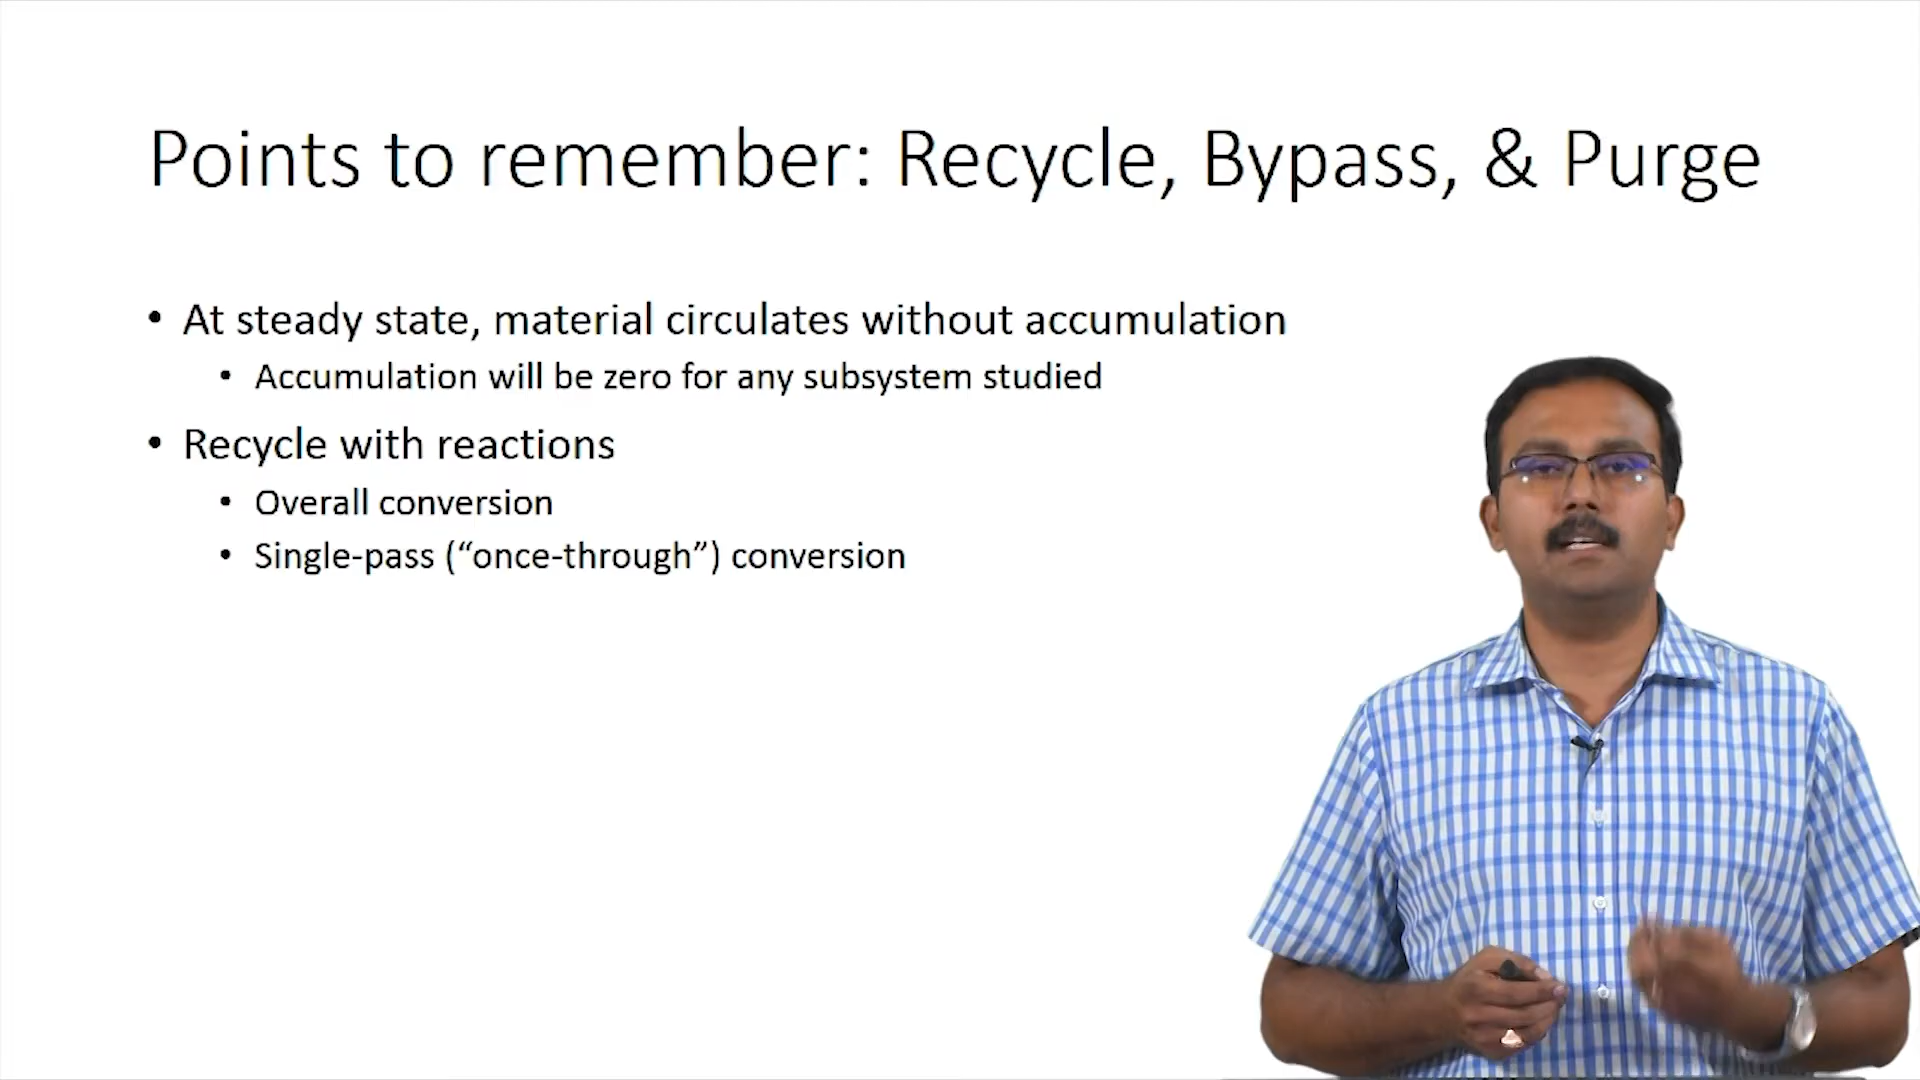 Points to remember: Recycle, Bypass, & Purge
• At steady state, material circulates without accumulation
• Accumulation will be zero for any subsystem studied
• Recycle with reactions
• Overall conversion
• Single-pass (“once-through”) conversion